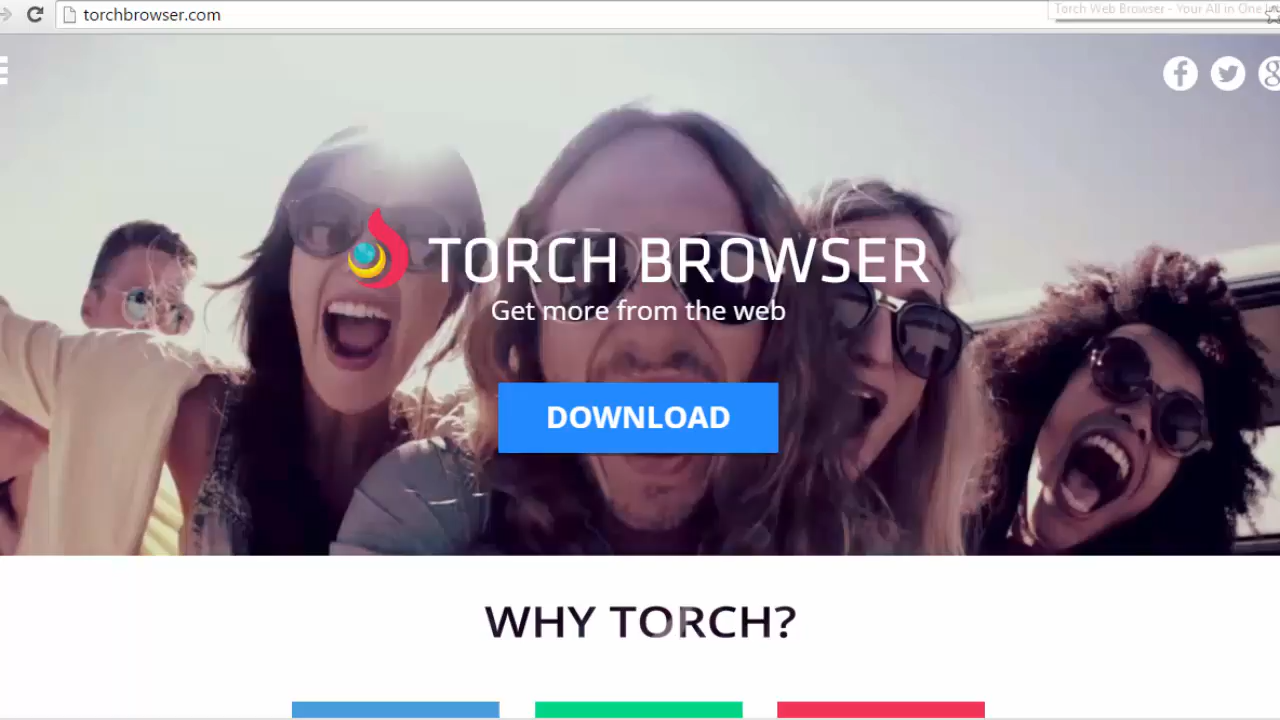 torchbrowser.com
Torch Web Browser - Your All in One
TORCH BROWSER
Get more from the web
DOWNLOAD
WHY TORCH?